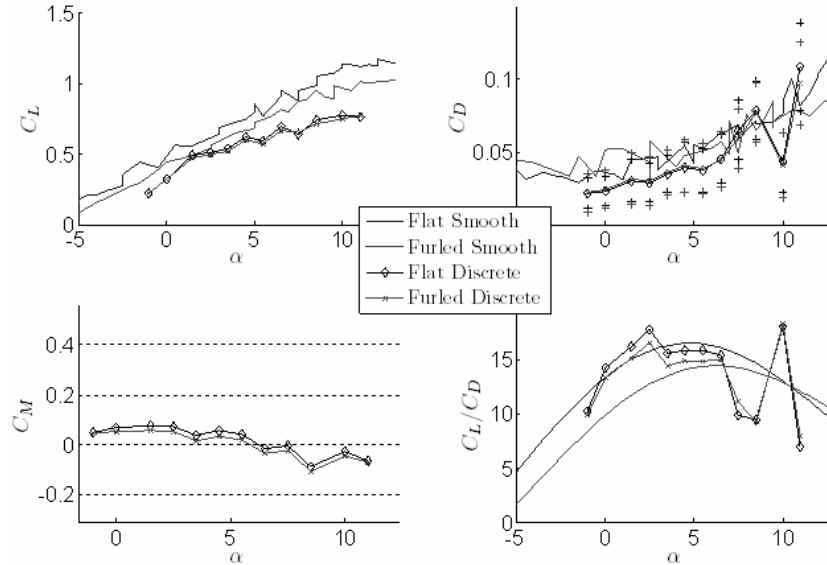 1.5
1
0.5
0
-5
0
5
10
α
C_L
0.1
0.05
0
-5
0
5
10
α
C_D
Flat Smooth
Furled Smooth
Flat Discrete
Furled Discrete
0.4
0.2
0
-0.2
0
5
10
α
C_M
15
10
5
0
-5
0
5
10
α
C_L/C_D